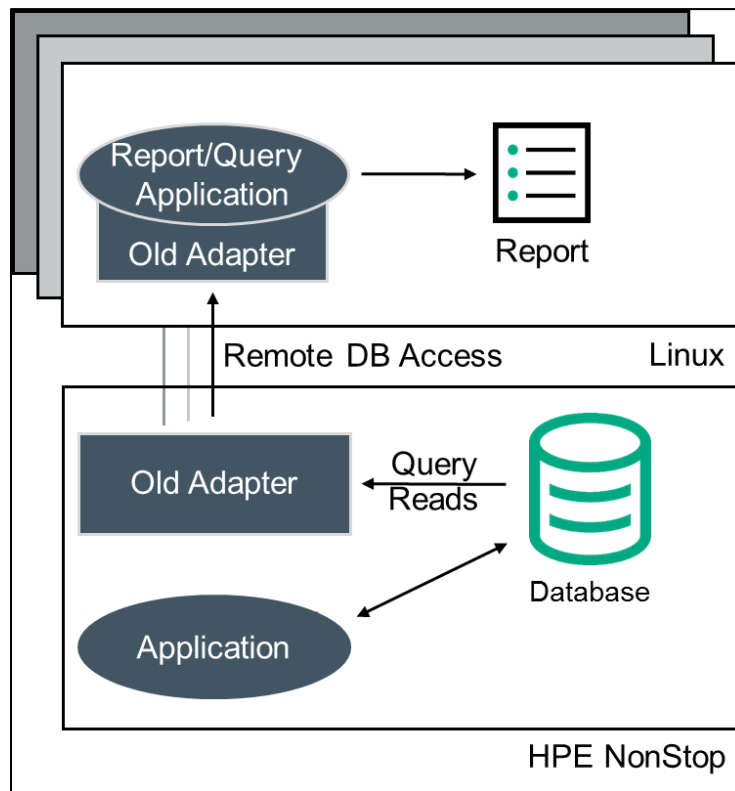 Report/Query
Application
Old Adapter
Report
Remote DB Access
Linux
Old Adapter
Query
Reads
Database
Application
HPE NonStop